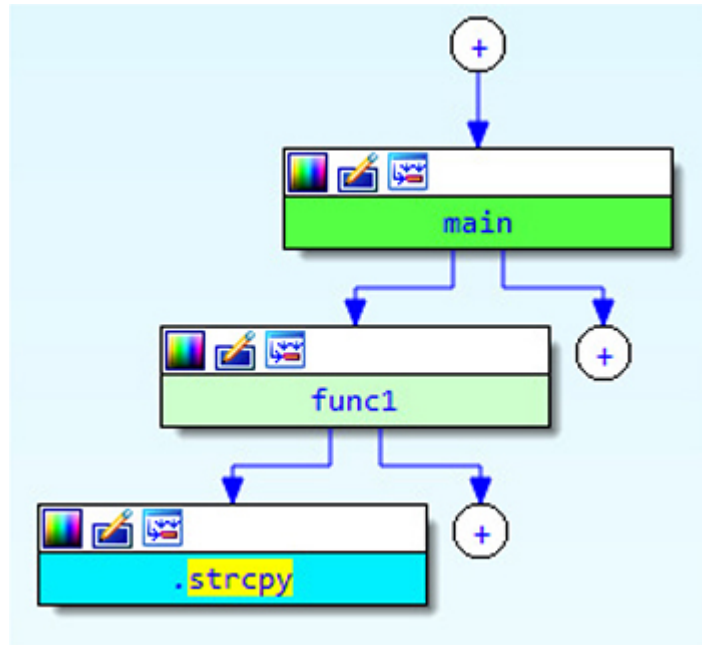 +
main
+
func1
.strcpy
+